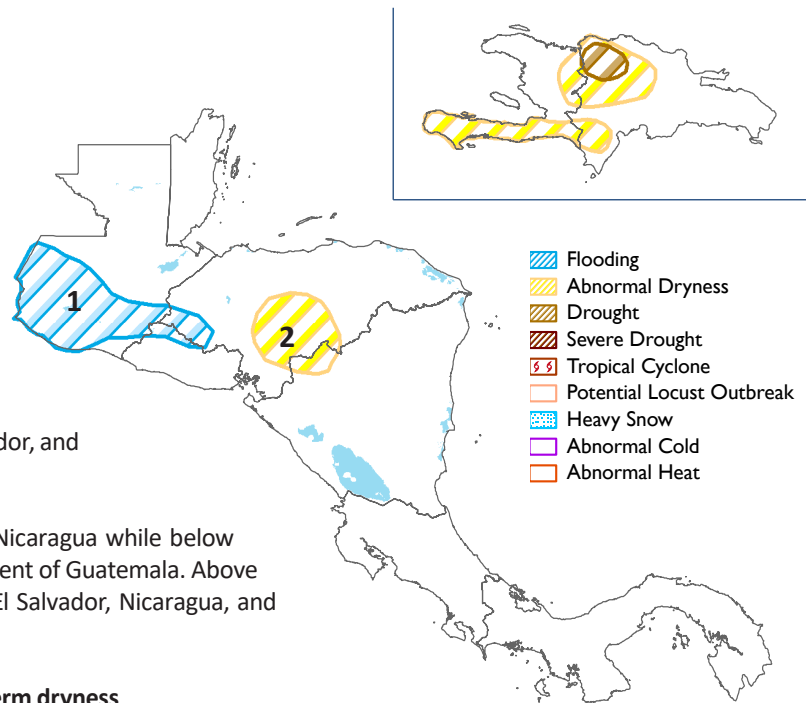 1
2
Flooding
Abnormal Dryness
Drought
Severe Drought
Tropical Cyclone
Potential Locust Outbreak
Heavy Snow
Abnormal Cold
Abnormal Heat
dor, and
Nicaragua while below
ent of Guatemala. Above
El Salvador, Nicaragua, and
erm dryness